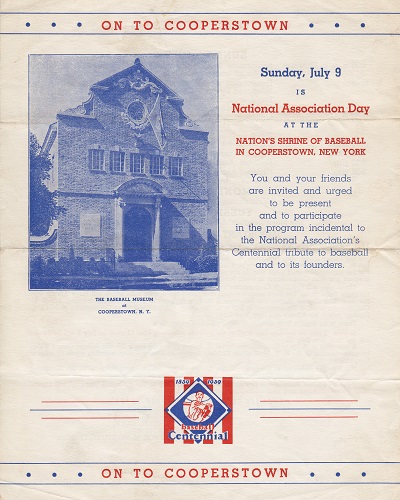 ON TO COOPERSTOWN
Sunday, July 9
IS
National Association Day
AT THE
NATION'S SHRINE OF BASEBALL
IN COOPERSTOWN, NEW YORK
You and your friends
are invited and urged
to be present
and to participate
in the program incidental to
the National Association's
Centennial tribute to baseball
and to its founders.
THE BASEBALL MUSEUM
of
COOPERSTOWN, N. Y.
1839 1939
Baseball
Centennial
ON TO COOPERSTOWN